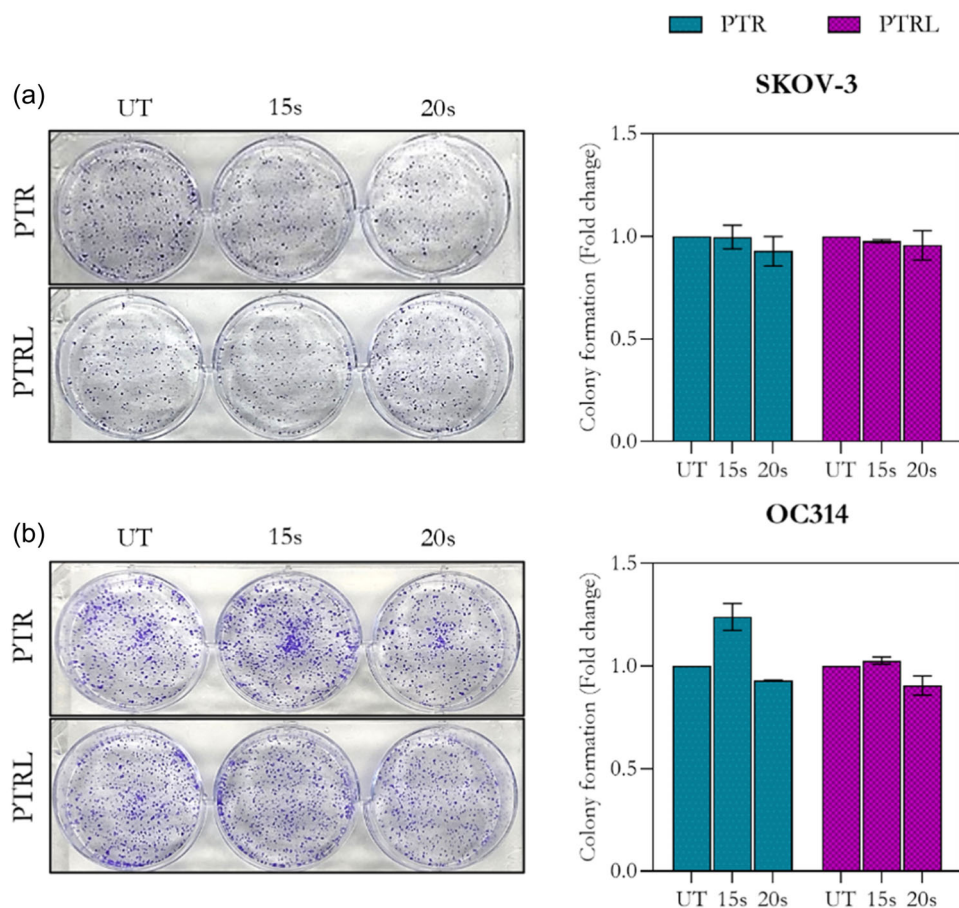 PTR PTRL
(a)
UT 15s 20s
PTR
PTRL
SKOV-3
Colony formation (Fold change)
1.5
1.0
0.5
0.0
UT 15s 20s UT 15s 20s
(b)
UT 15s 20s
PTR
PTRL
OC314
Colony formation (Fold change)
1.5
1.0
0.5
0.0
UT 15s 20s UT 15s 20s